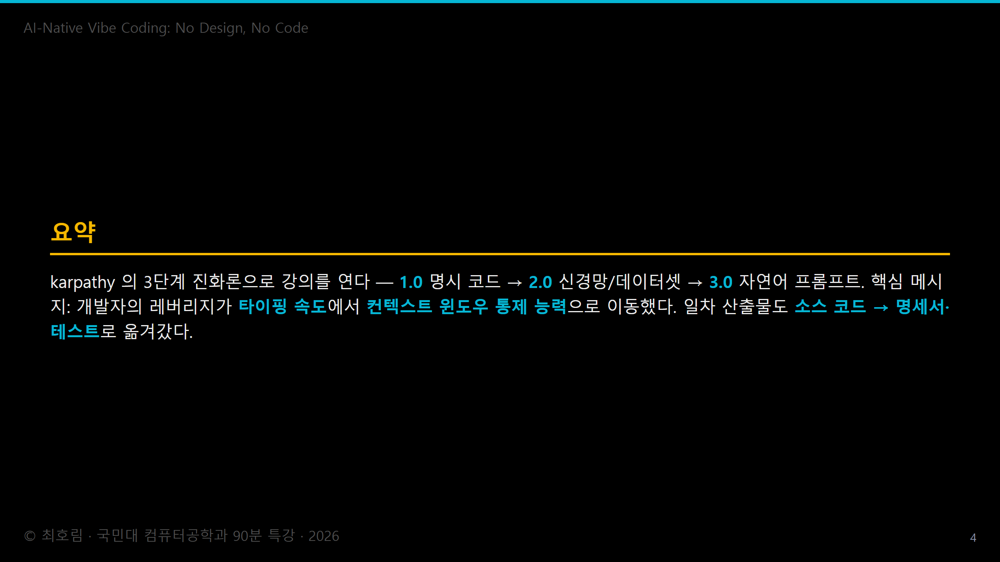 AI-Native Vibe Coding: No Design, No Code
요약
karpathy 의 3단계 진화론으로 강의를 연다 — 1.0 명시 코드 → 2.0 신경망/데이터셋 → 3.0 자연어 프롬프트. 핵심 메시
지: 개발자의 레버리지가 타이핑 속도에서 컨텍스트 윈도우 통제 능력으로 이동했다. 일차 산출물도 소스 코드 → 명세서·
테스트로 옮겨갔다.
© 최호림 · 국민대 컴퓨터공학과 90분 특강 · 2026
4